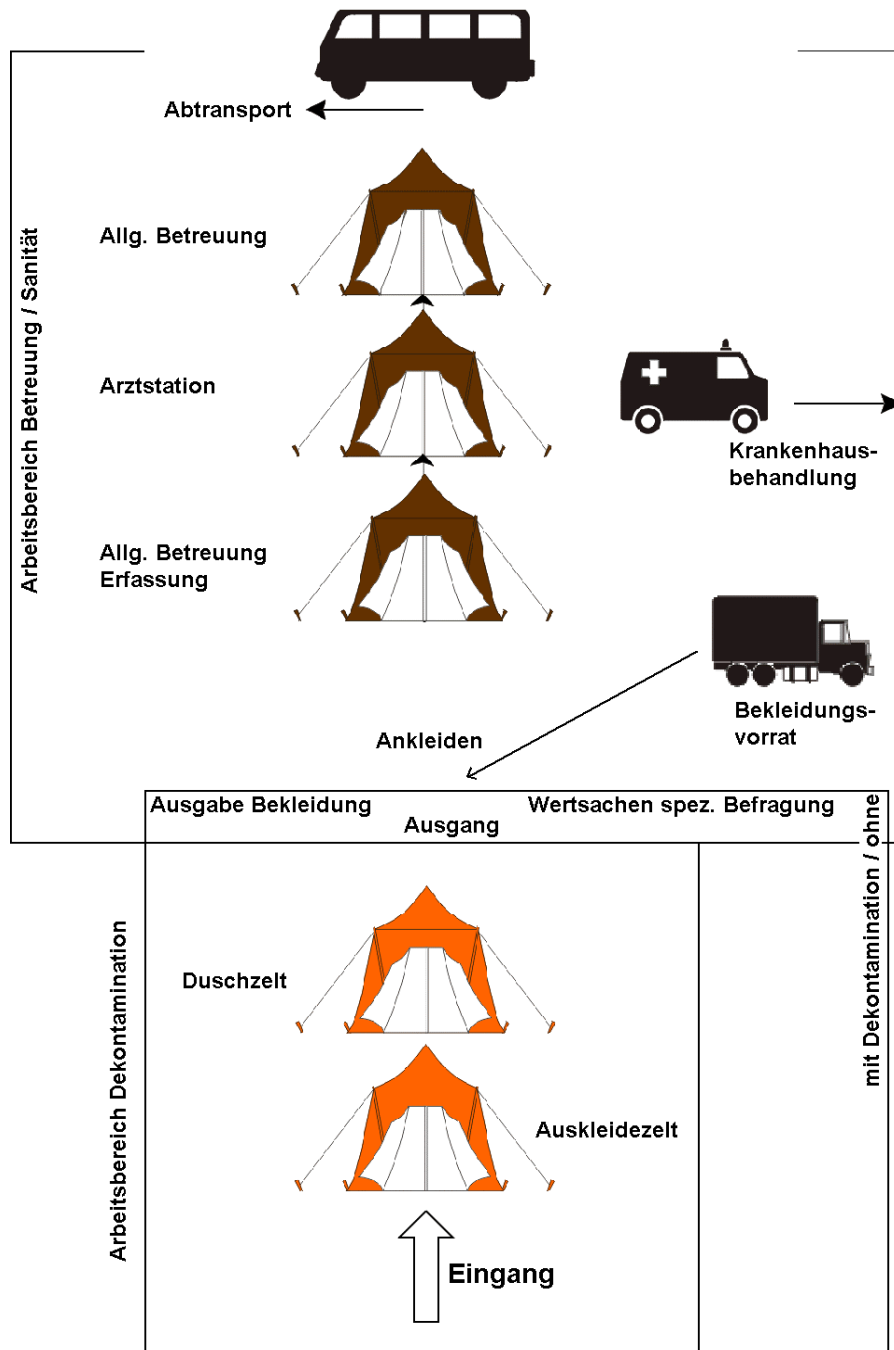 Abtransport
Allg. Betreuung
Arbeitsbereich Betreuung / Sanität
Arztstation
Krankenhaus-
behandlung
Allg. Betreuung
Erfassung
Bekleidungs-
vorrat
Ankleiden
Ausgabe Bekleidung
Wertsachen spez. Befragung
Ausgang
mit Dekontamination / ohne
Arbeitsbereich Dekontamination
Duschzelt
Auskleidezelt
Eingang